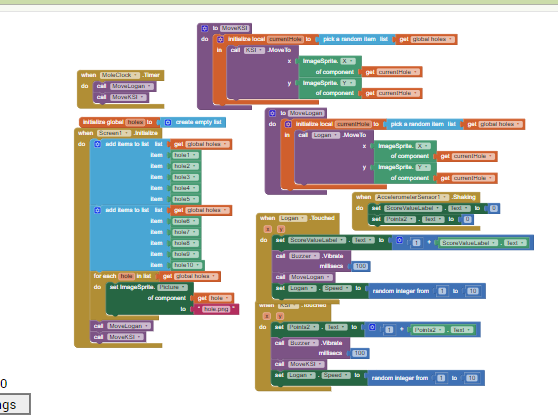 to MoveKSI
do initialize local currentHole to pick a random item list get global holes
in call KSI .MoveTo
x ImageSprite. X
of component get currentHole
y ImageSprite. Y
of component get currentHole
when MoleClock .Timer
do call MoveLogan
call MoveKSI
to MoveLogan
do initialize local currentHole to pick a random item list get global holes
in call Logan .MoveTo
x ImageSprite. X
of component get currentHole
y ImageSprite. Y
of component get currentHole
initialize global holes to create empty list
when Screen1 .Initialize
do add items to list list get global holes
item hole1
item hole2
item hole3
item hole4
item hole5
add items to list list get global holes
item hole6
item hole7
item hole8
item hole9
item hole10
for each hole in list get global holes
do set ImageSprite. Picture
of component get hole
to hole.png
call MoveLogan
call MoveKSI
when AccelerometerSensor1 .Shaking
do set ScoreValueLabel . Text to 0
set Points2 . Text to 0
when Logan .Touched
x y
do set ScoreValueLabel . Text to 1 + ScoreValueLabel . Text
call Buzzer .Vibrate
millisecs 100
call MoveLogan
set Logan . Speed to random integer from 1 to 10
when KSI .Touched
x y
do set Points2 . Text to 1 + Points2 . Text
call Buzzer .Vibrate
millisecs 100
call MoveKSI
set Logan . Speed to random integer from 1 to 10
0
ngs